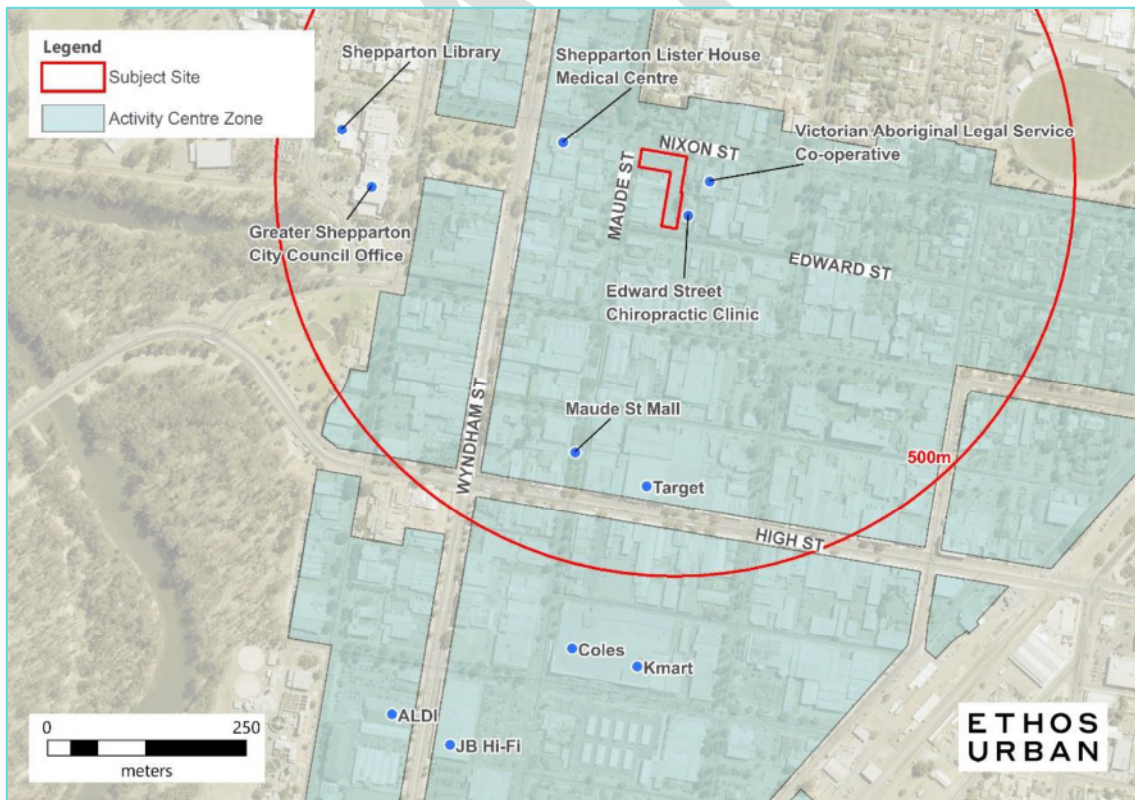 Legend
Subject Site
Activity Centre Zone
Shepparton Library
Shepparton Lister House
Medical Centre
Victorian Aboriginal Legal Service
Co-operative
NIXON ST
MAUDE ST
Greater Shepparton
City Council Office
EDWARD ST
Edward Street
Chiropractic Clinic
WYNDHAM ST
Maude St Mall
500m
Target
HIGH ST
Coles
Kmart
ALDI
JB Hi-Fi
0
250
meters
ETHOS
URBAN